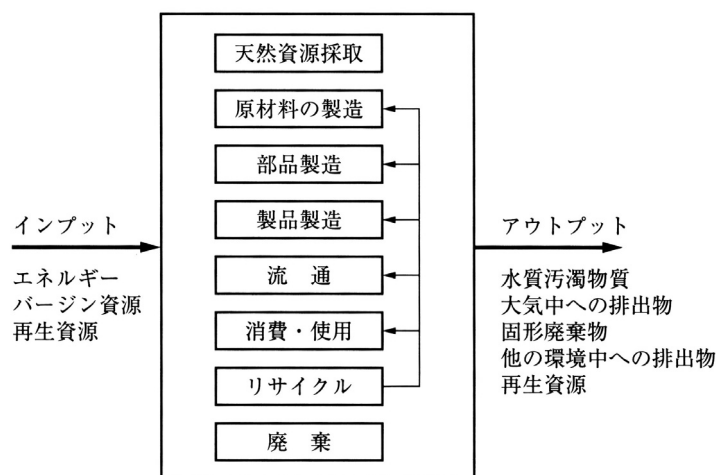 天然資源採取
原材料の製造
部品製造
製品製造
流 通
消費・使用
リサイクル
廃 棄
インプット
エネルギー
バージン資源
再生資源
アウトプット
水質汚濁物質
大気中への排出物
固形廃棄物
他の環境中への排出物
再生資源